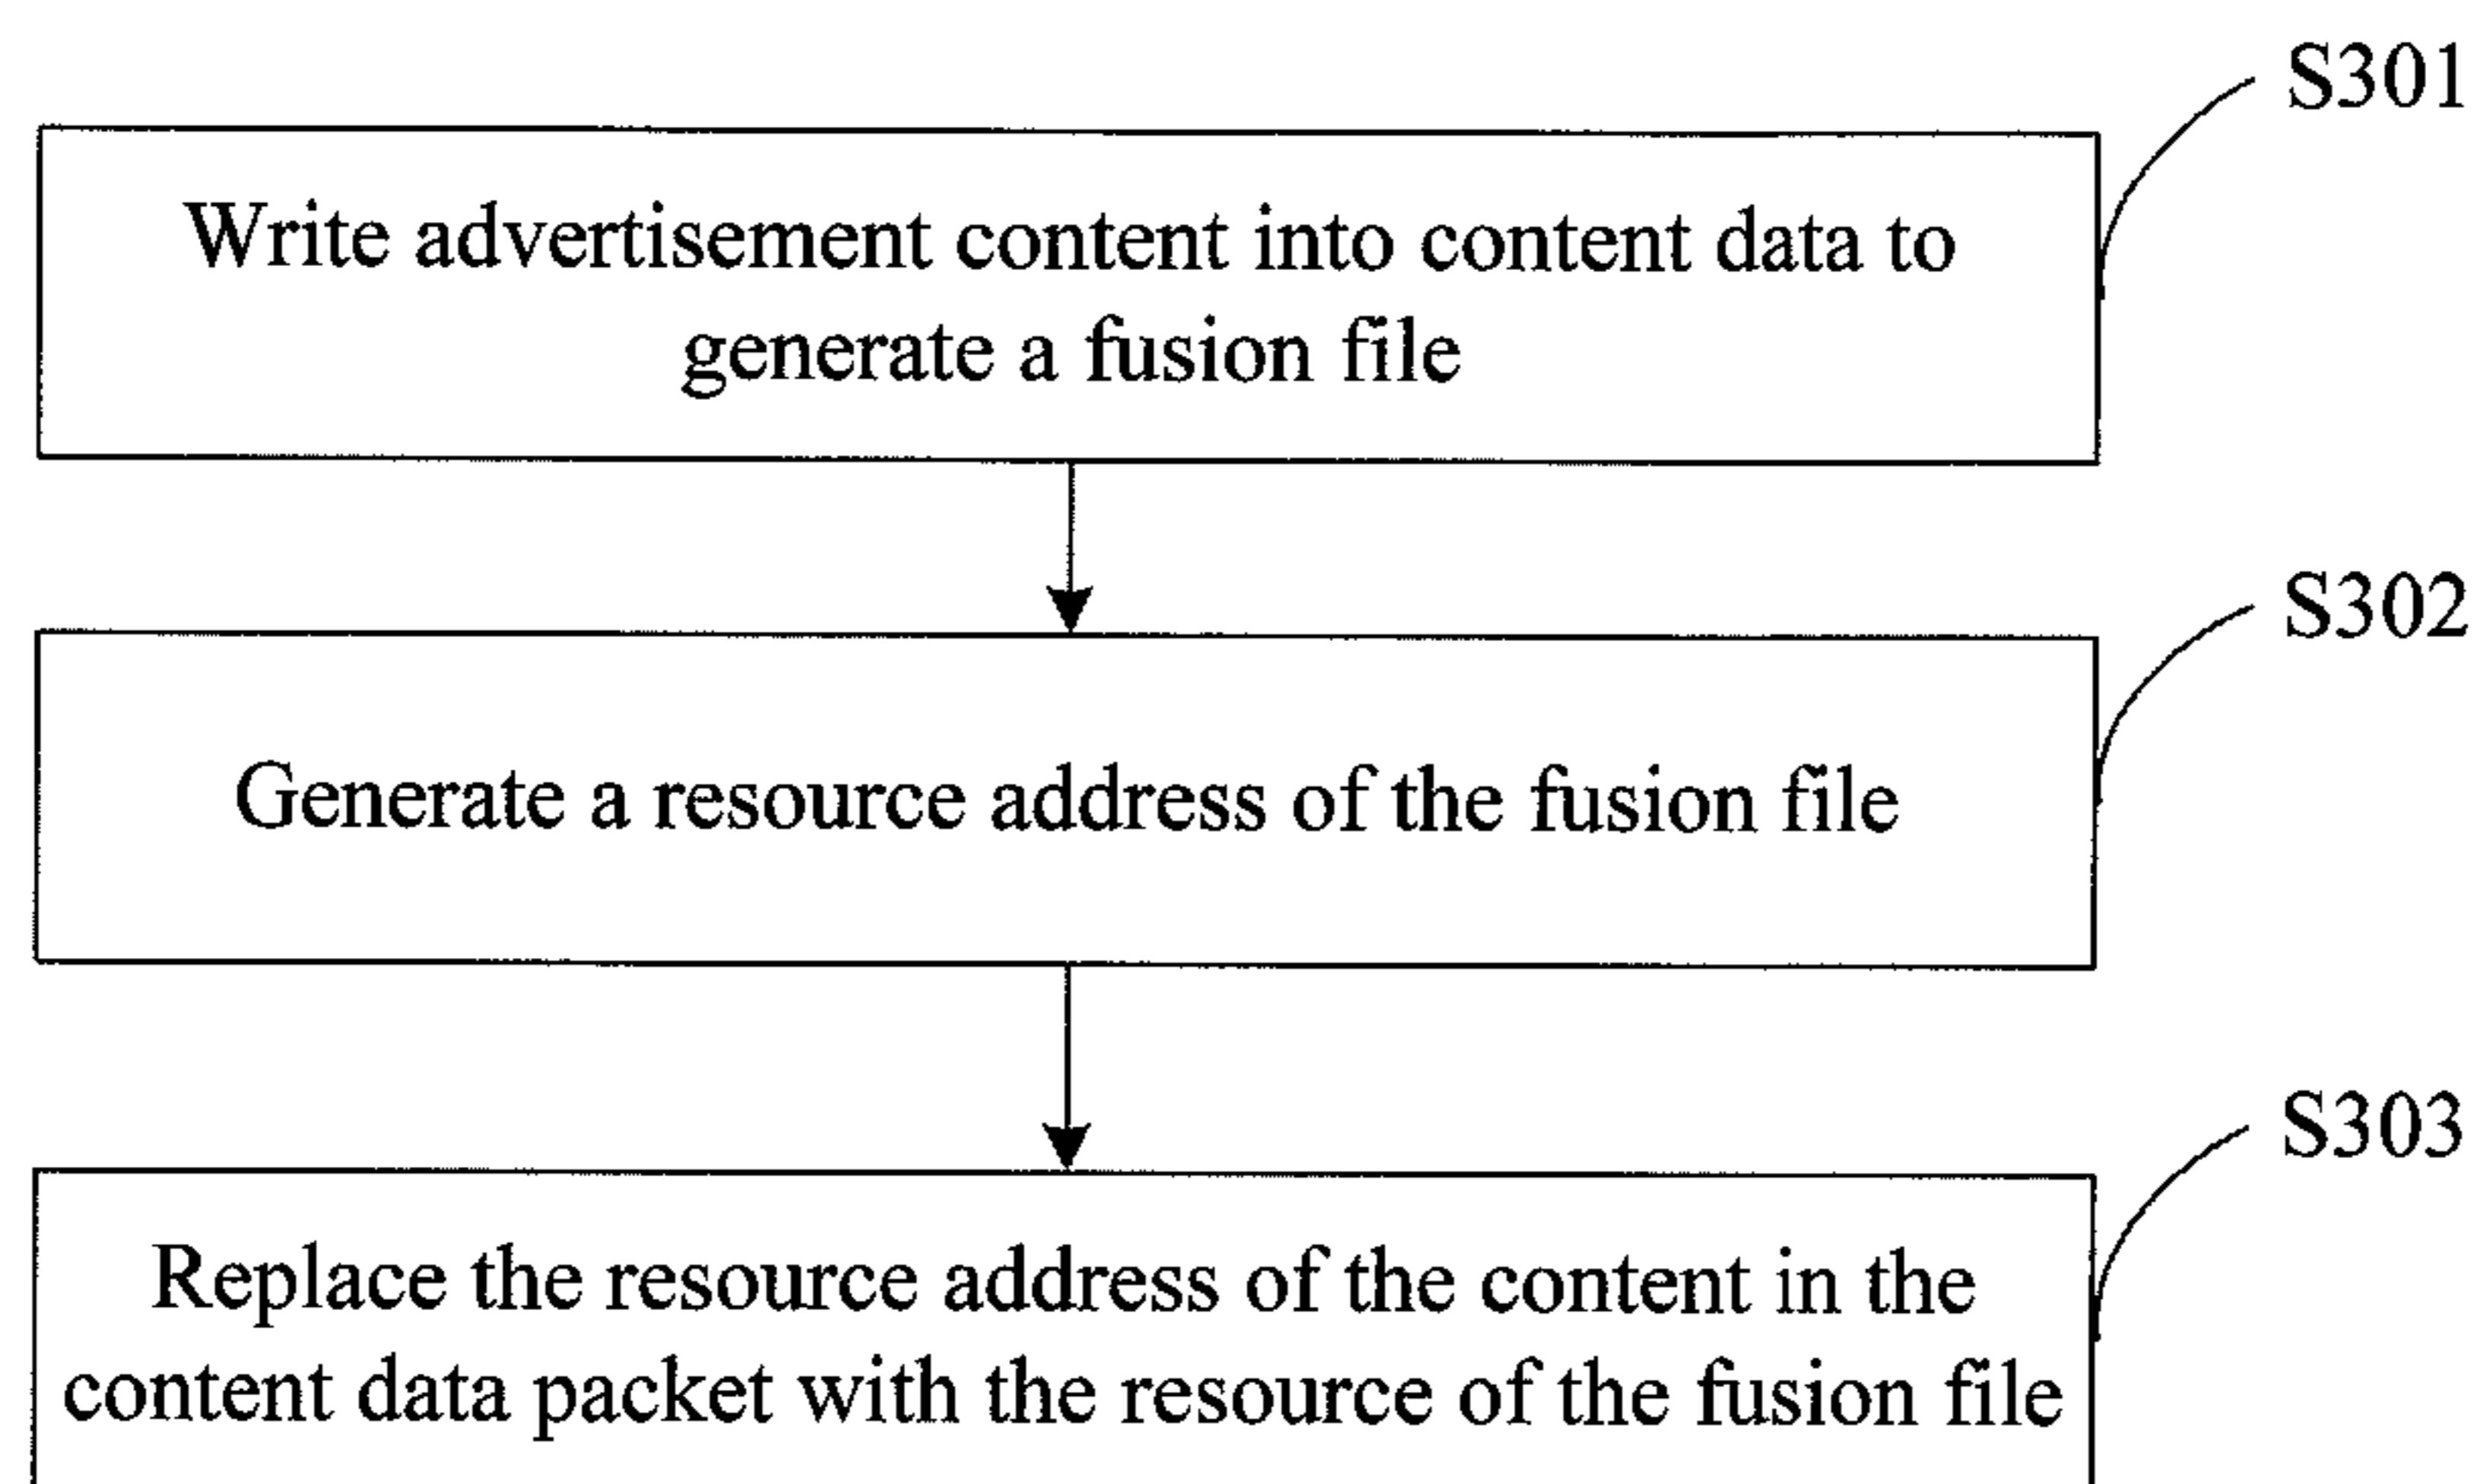 S301
Write advertisement content into content data to
generate a fusion file
S302
Generate a resource address of the fusion file
S303
Replace the resource address of the content in the
content data packet with the resource of the fusion file